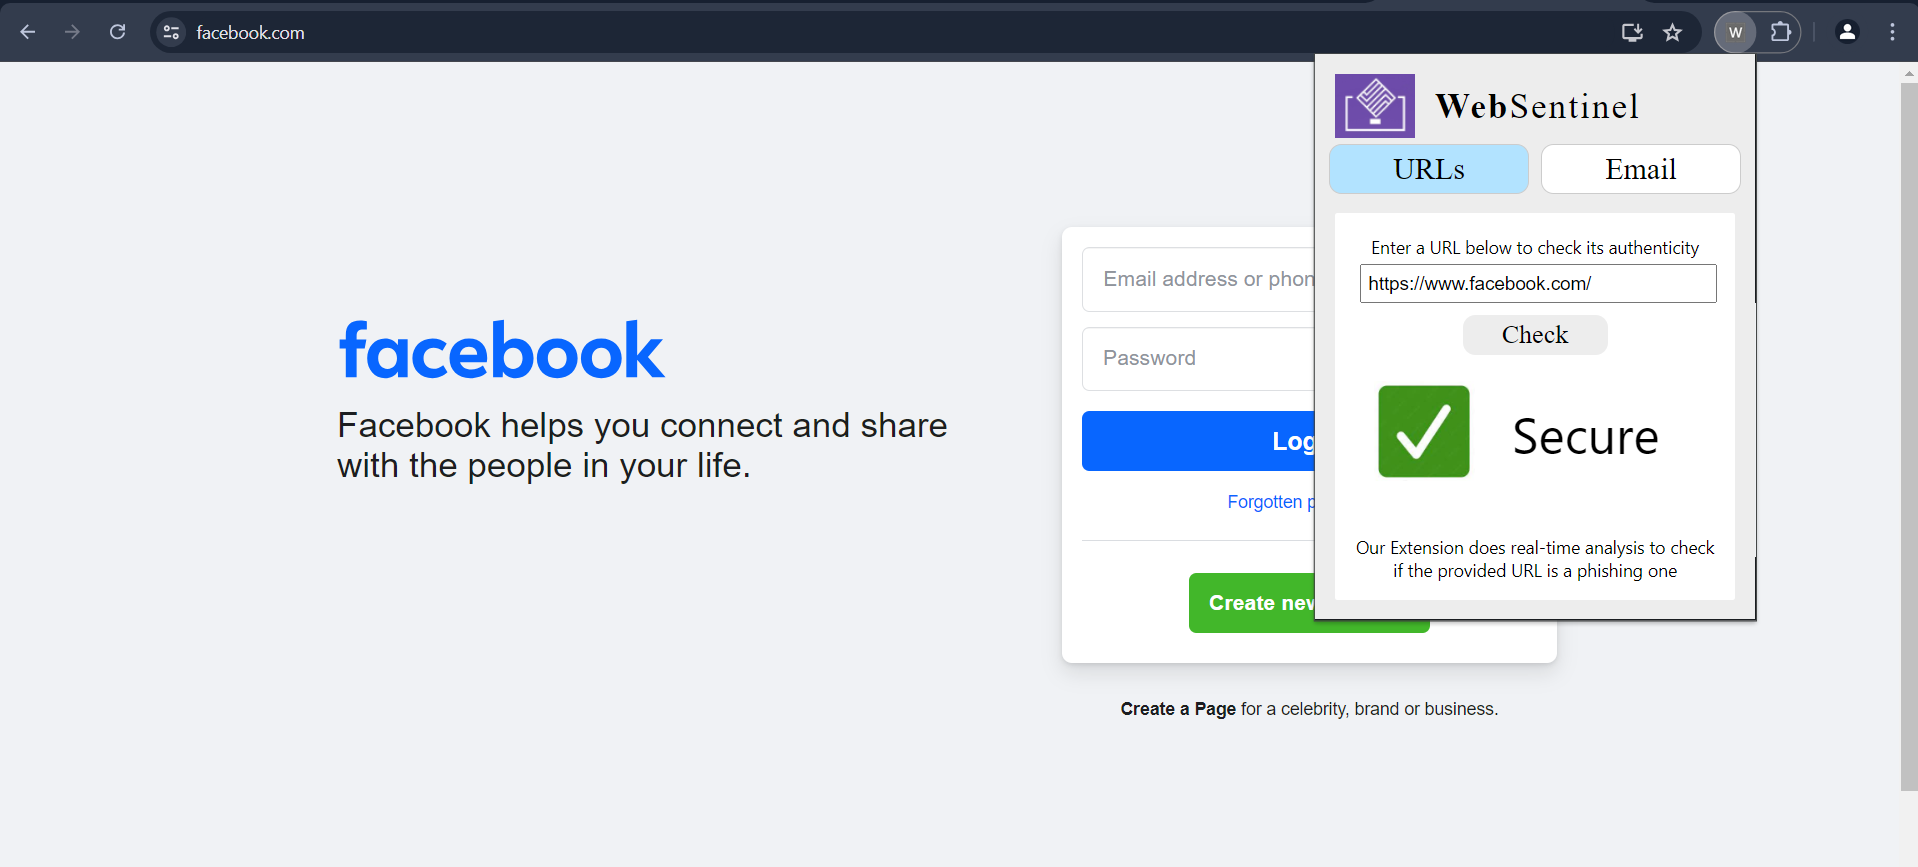 facebook.com
W
WebSentinel
URLs
Email
Enter a URL below to check its authenticity
https://www.facebook.com/
Check
Secure
Our Extension does real-time analysis to check
if the provided URL is a phishing one
facebook
Facebook helps you connect and share
with the people in your life.
Email address or phon
Password
Log
Forgotten p
Create new
Create a Page for a celebrity, brand or business.